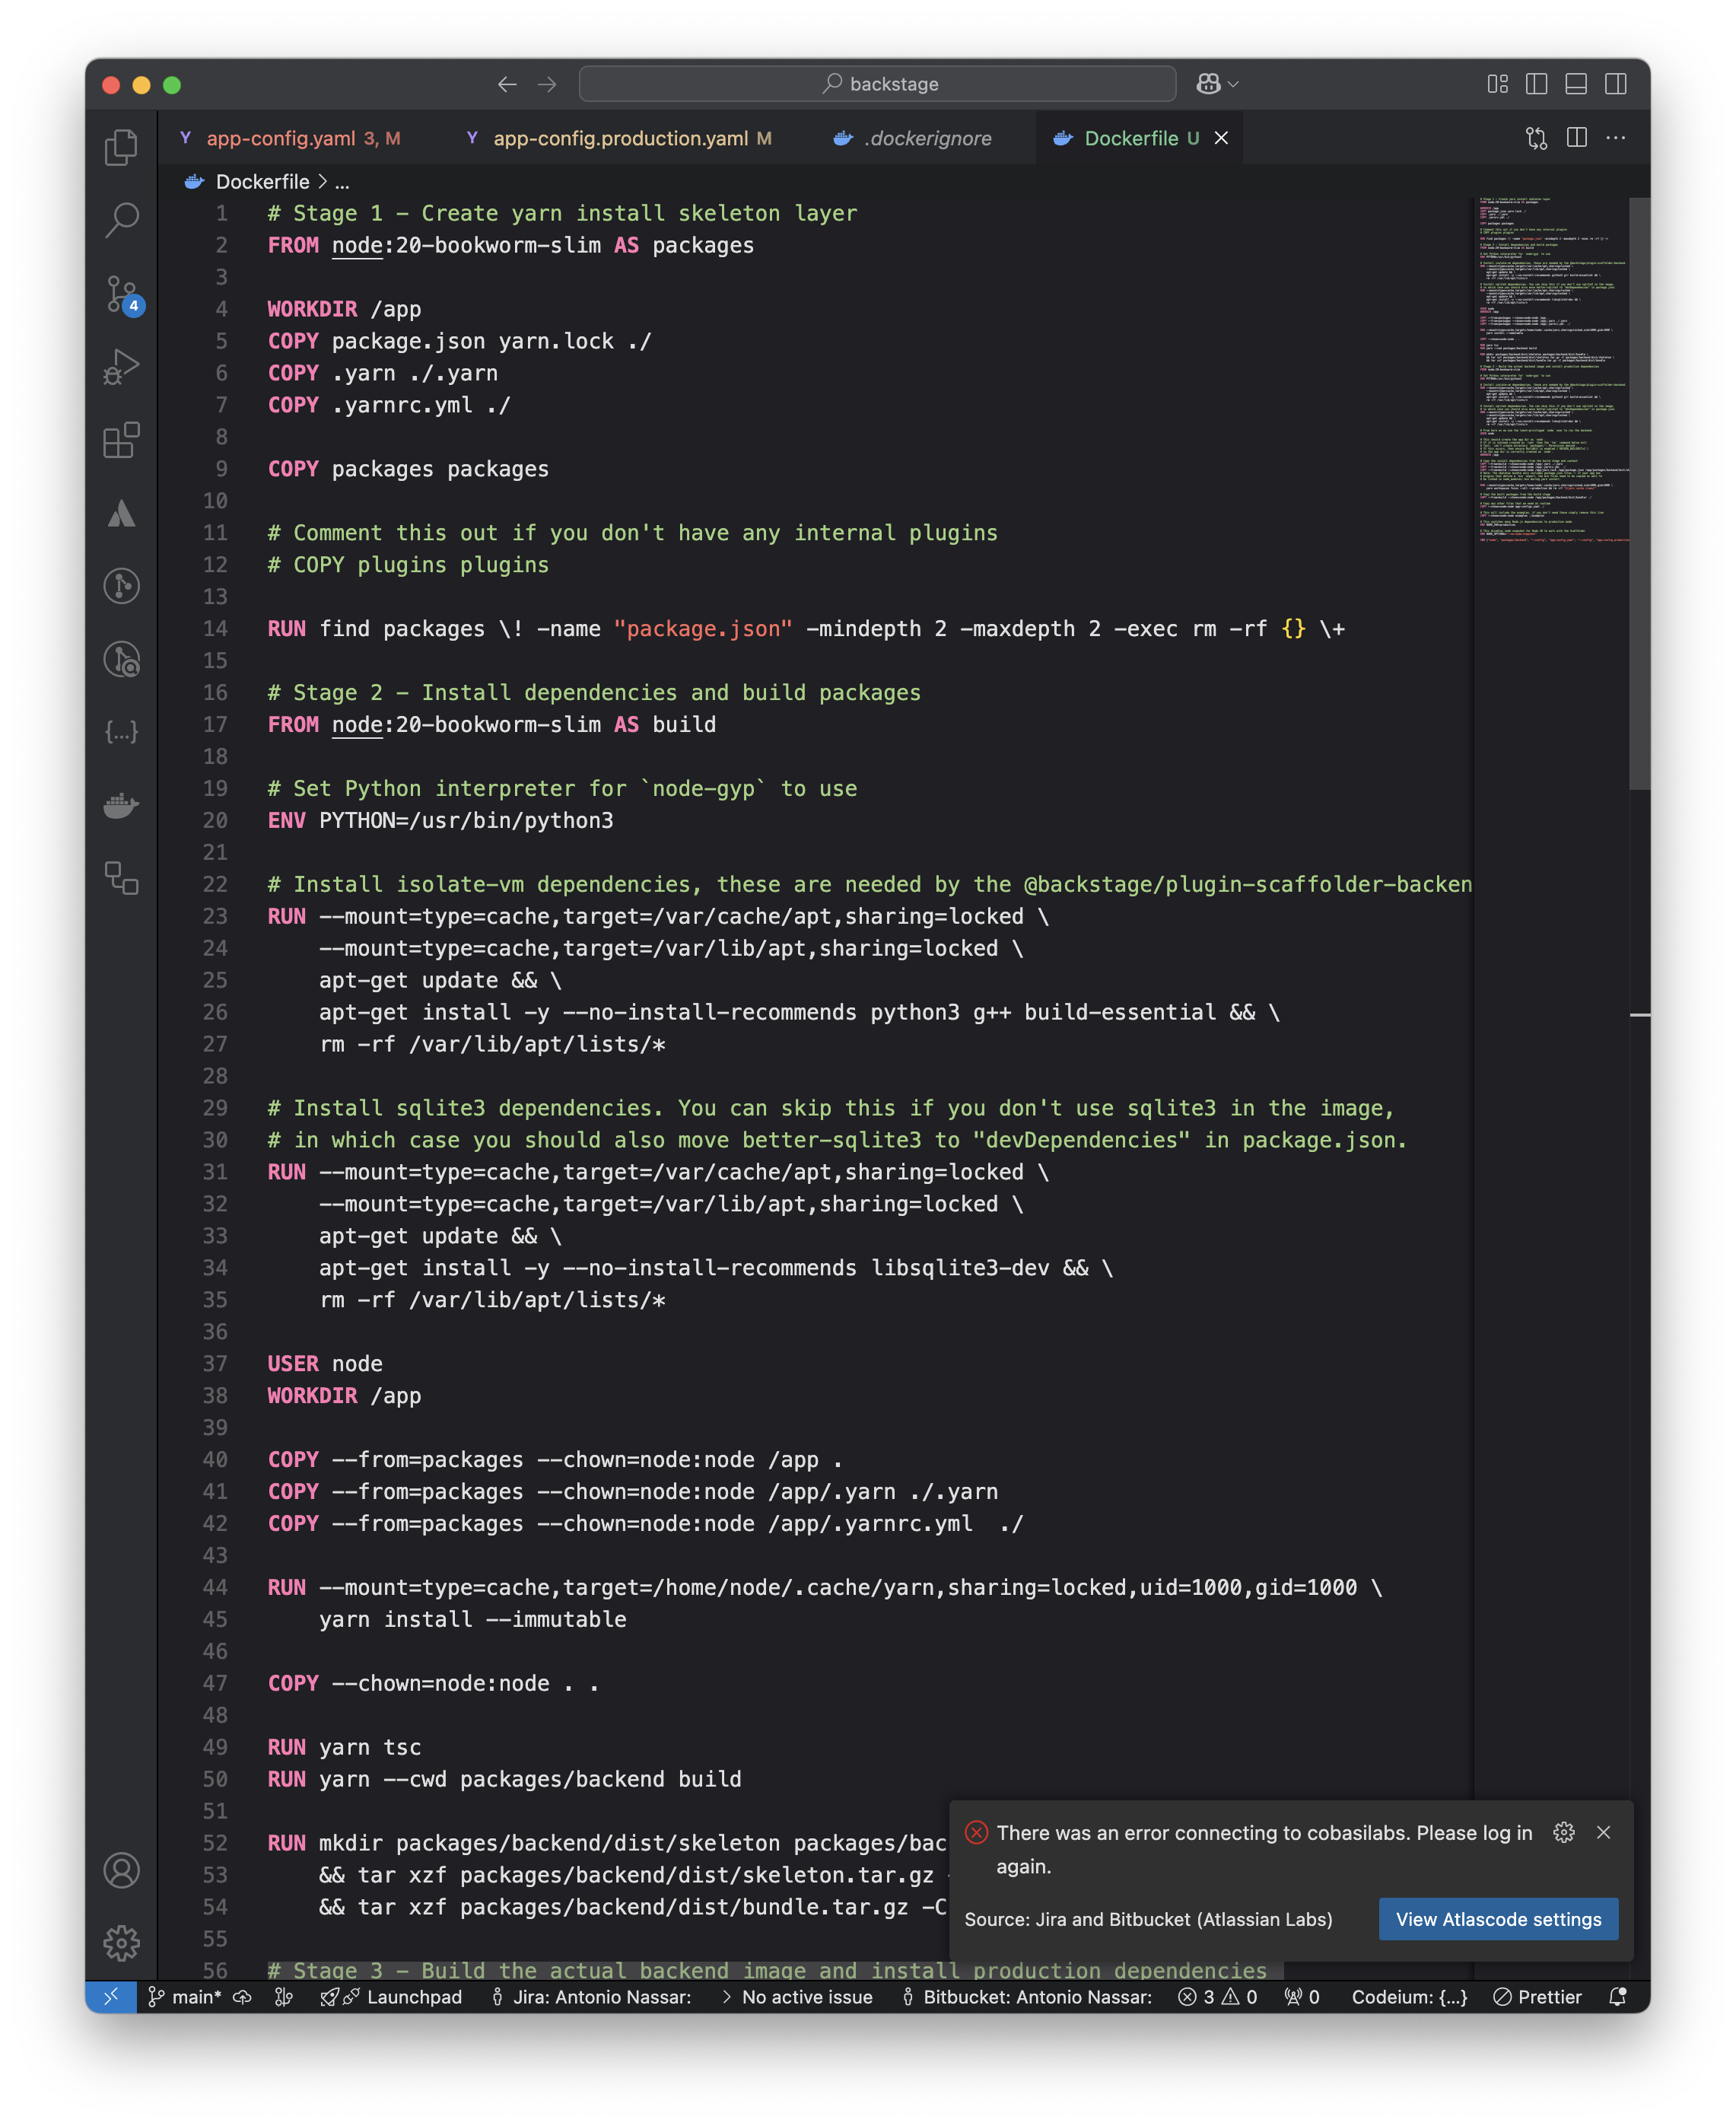 backstage
app-config.yaml 3, M
app-config.production.yaml M
.dockerignore
Dockerfile U
Dockerfile > ...
1 # Stage 1 - Create yarn install skeleton layer
2 FROM node:20-bookworm-slim AS packages
3
4 WORKDIR /app
5 COPY package.json yarn.lock ./
6 COPY .yarn ./.yarn
7 COPY .yarnrc.yml ./
8
9 COPY packages packages
10
11 # Comment this out if you don't have any internal plugins
12 # COPY plugins plugins
13
14 RUN find packages \! -name "package.json" -mindepth 2 -maxdepth 2 -exec rm -rf {} \+
15
16 # Stage 2 - Install dependencies and build packages
17 FROM node:20-bookworm-slim AS build
18
19 # Set Python interpreter for `node-gyp` to use
20 ENV PYTHON=/usr/bin/python3
21
22 # Install isolate-vm dependencies, these are needed by the @backstage/plugin-scaffolder-backen
23 RUN --mount=type=cache,target=/var/cache/apt,sharing=locked \
24 --mount=type=cache,target=/var/lib/apt,sharing=locked \
25 apt-get update && \
26 apt-get install -y --no-install-recommends python3 g++ build-essential && \
27 rm -rf /var/lib/apt/lists/*
28
29 # Install sqlite3 dependencies. You can skip this if you don't use sqlite3 in the image,
30 # in which case you should also move better-sqlite3 to "devDependencies" in package.json.
31 RUN --mount=type=cache,target=/var/cache/apt,sharing=locked \
32 --mount=type=cache,target=/var/lib/apt,sharing=locked \
33 apt-get update && \
34 apt-get install -y --no-install-recommends libsqlite3-dev && \
35 rm -rf /var/lib/apt/lists/*
36
37 USER node
38 WORKDIR /app
39
40 COPY --from=packages --chown=node:node /app .
41 COPY --from=packages --chown=node:node /app/.yarn ./.yarn
42 COPY --from=packages --chown=node:node /app/.yarnrc.yml  ./
43
44 RUN --mount=type=cache,target=/home/node/.cache/yarn,sharing=locked,uid=1000,gid=1000 \
45 yarn install --immutable
46
47 COPY --chown=node:node . .
48
49 RUN yarn tsc
50 RUN yarn --cwd packages/backend build
51
52 RUN mkdir packages/backend/dist/skeleton packages/bac
53 && tar xzf packages/backend/dist/skeleton.tar.gz
54 && tar xzf packages/backend/dist/bundle.tar.gz -C
55
56 # Stage 3 - Build the actual backend image and install production dependencies
4
There was an error connecting to cobasilabs. Please log in
again.
Source: Jira and Bitbucket (Atlassian Labs)
View Atlascode settings
main* Launchpad Jira: Antonio Nassar: > No active issue Bitbucket: Antonio Nassar: 3 0 0 Codeium: {...} Prettier